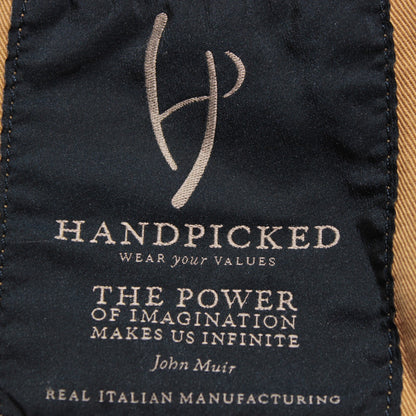 HANDPICKED
WEAR your VALUES
THE POWER
OF IMAGINATION
MAKES US INFINITE
John Muir
REAL ITALIAN MANUFACTURING